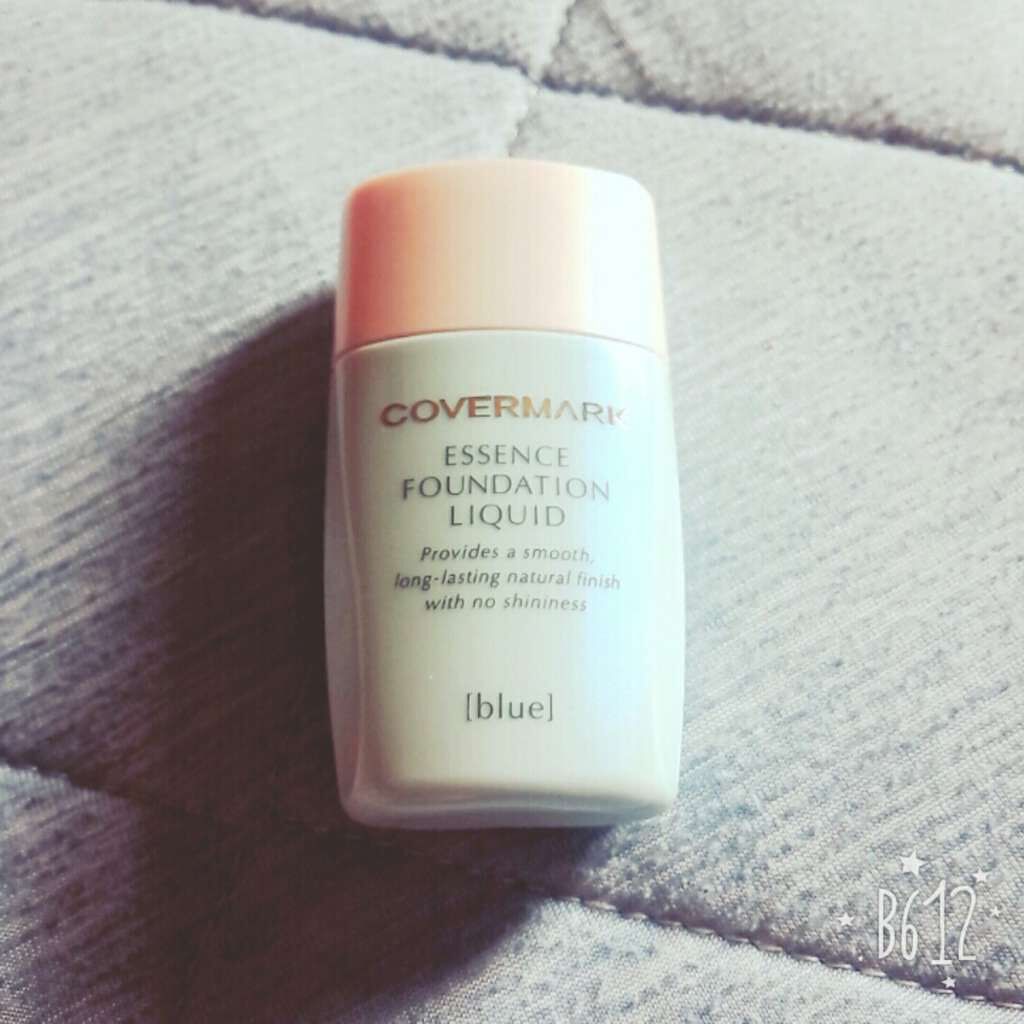 COVERMARK
ESSENCE
FOUNDATION
LIQUID
Provides a smooth,
long-lasting natural finish
with no shininess
[blue]
B612